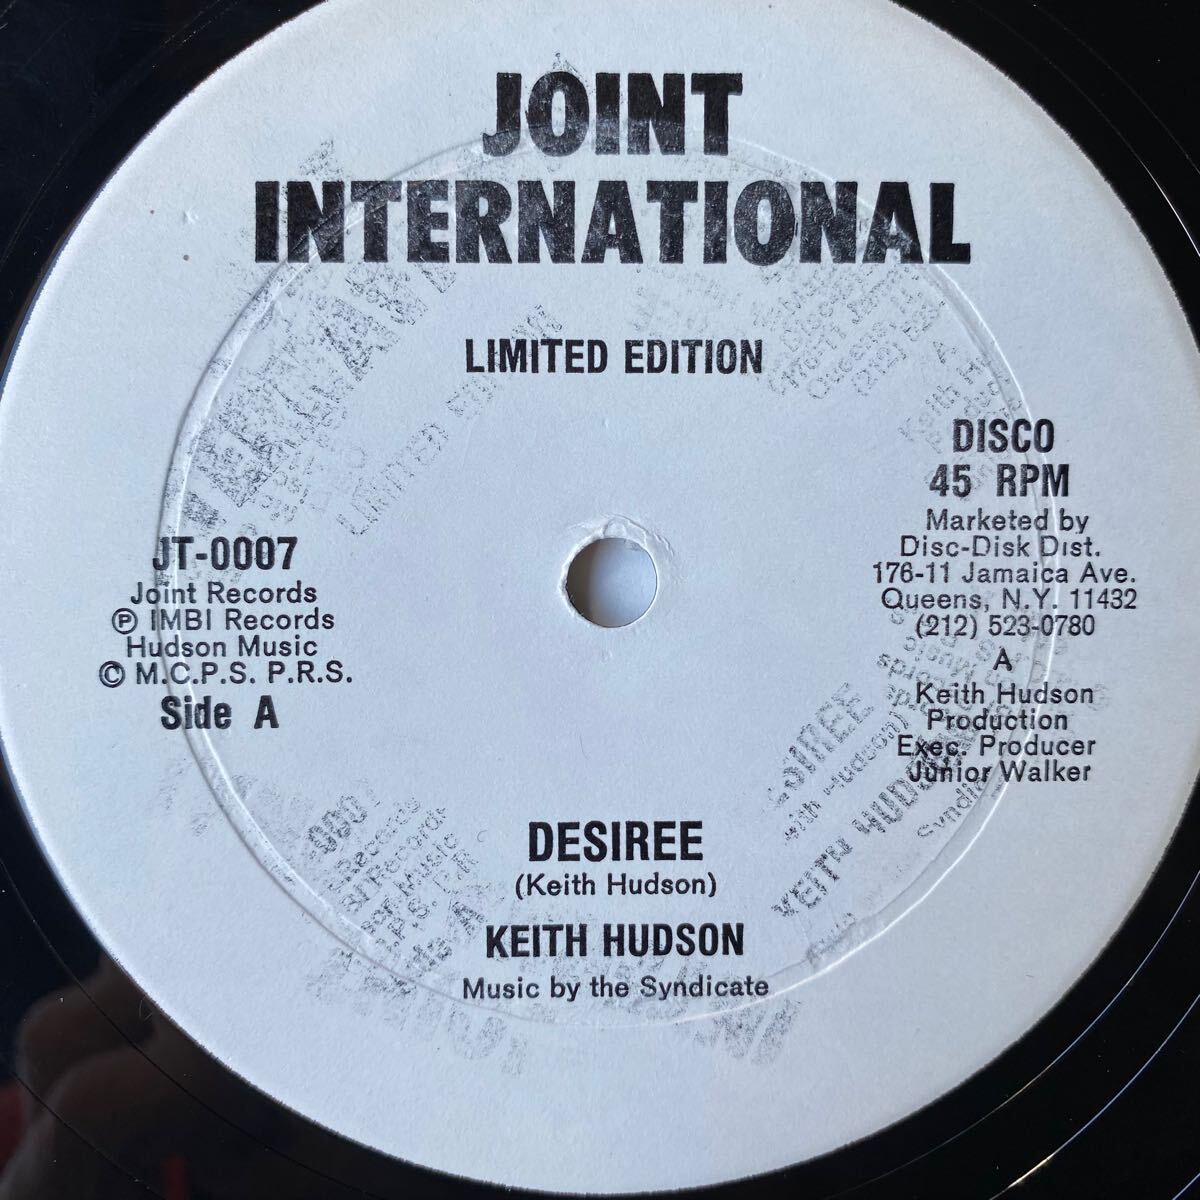 JOINT
INTERNATIONAL
LIMITED EDITION
DISCO
45 RPM
Marketed by
Disc-Disk Dist.
176-11 Jamaica Ave.
Queens, N.Y. 11432
(212) 523-0780
A
Keith Hudson
Production
Exec. Producer
Junior Walker
JT-0007
Joint Records
Ⓟ IMBI Records
Hudson Music
© M.C.P.S. P.R.S.
Side A
DESIREE
(Keith Hudson)
KEITH HUDSON
Music by the Syndicate